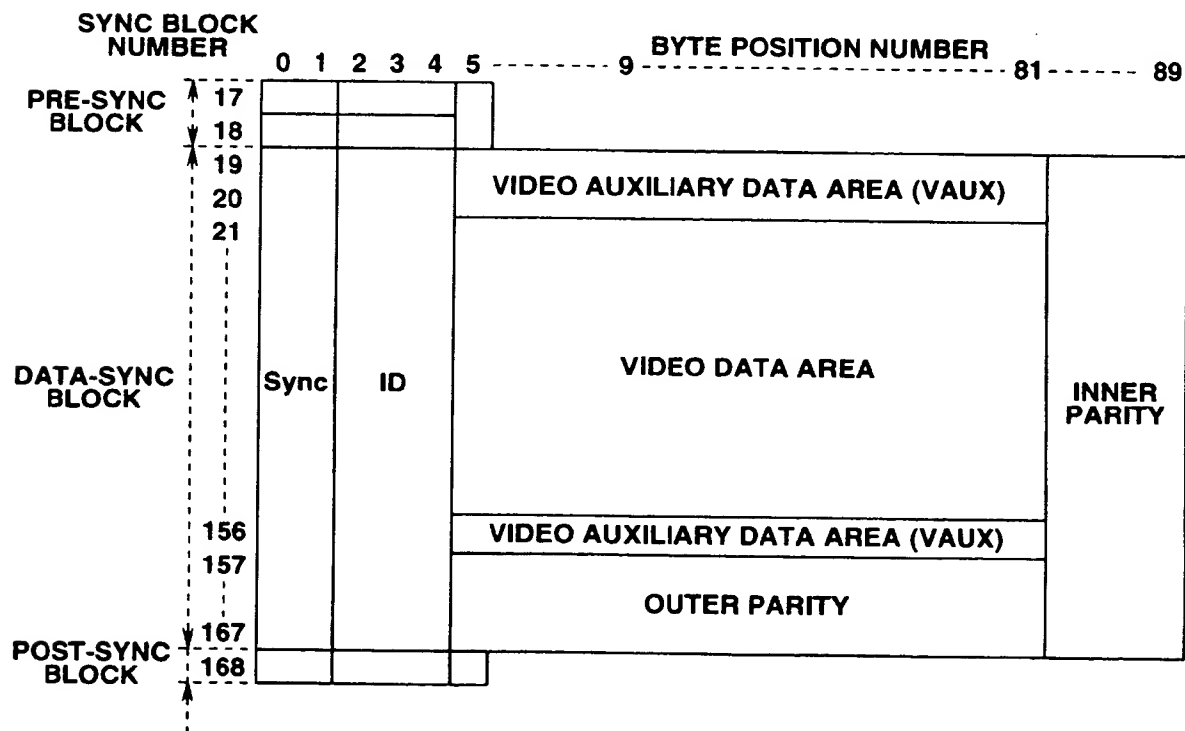 SYNC BLOCK
NUMBER
BYTE POSITION NUMBER
0 1 2 3 4 5 9 81 89
PRE-SYNC
BLOCK
17
18
19
20
21
VIDEO AUXILIARY DATA AREA (VAUX)
DATA-SYNC
BLOCK
Sync
ID
VIDEO DATA AREA
INNER
PARITY
156
VIDEO AUXILIARY DATA AREA (VAUX)
157
OUTER PARITY
167
POST-SYNC
BLOCK
168